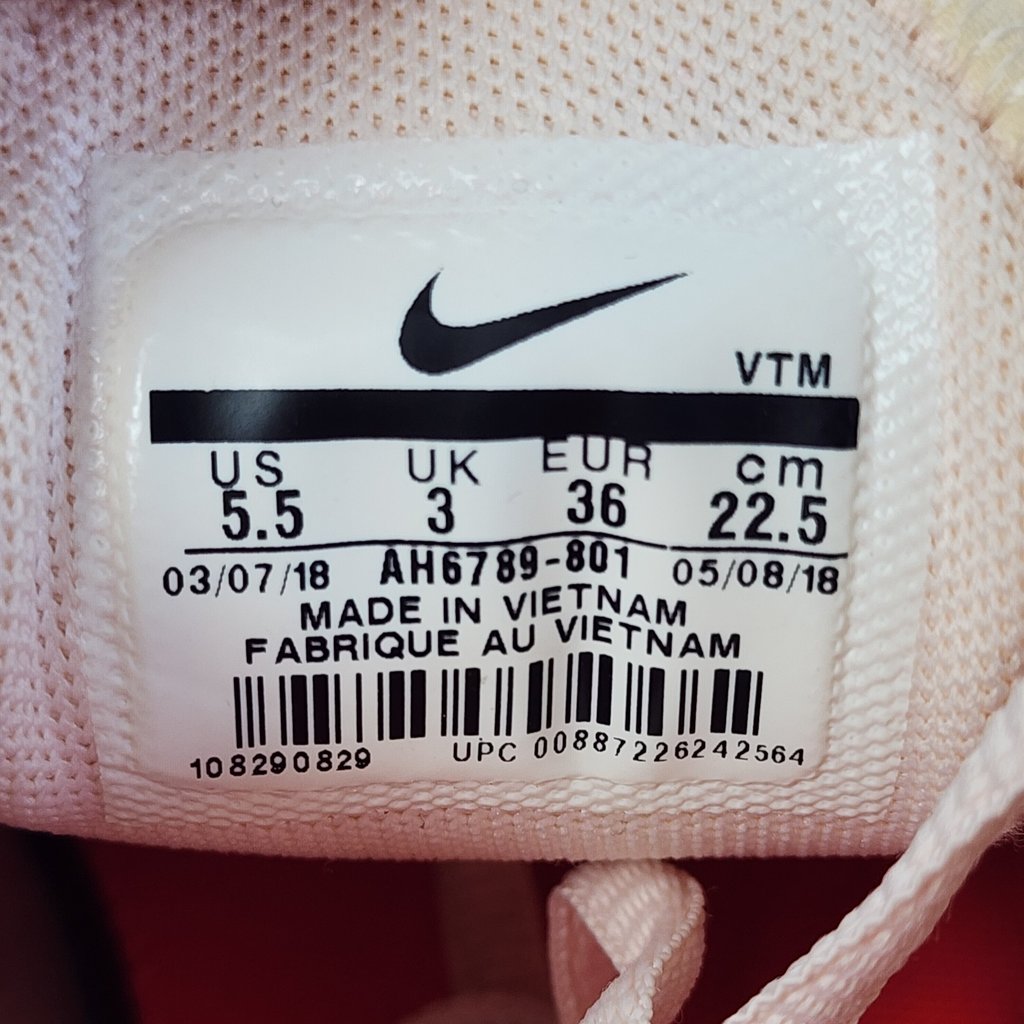 VTM
US UK EUR cm
5.5 3 36 22.5
03/07/18 AH6789-801 05/08/18
MADE IN VIETNAM
FABRIQUE AU VIETNAM
108290829 UPC 00887226242564